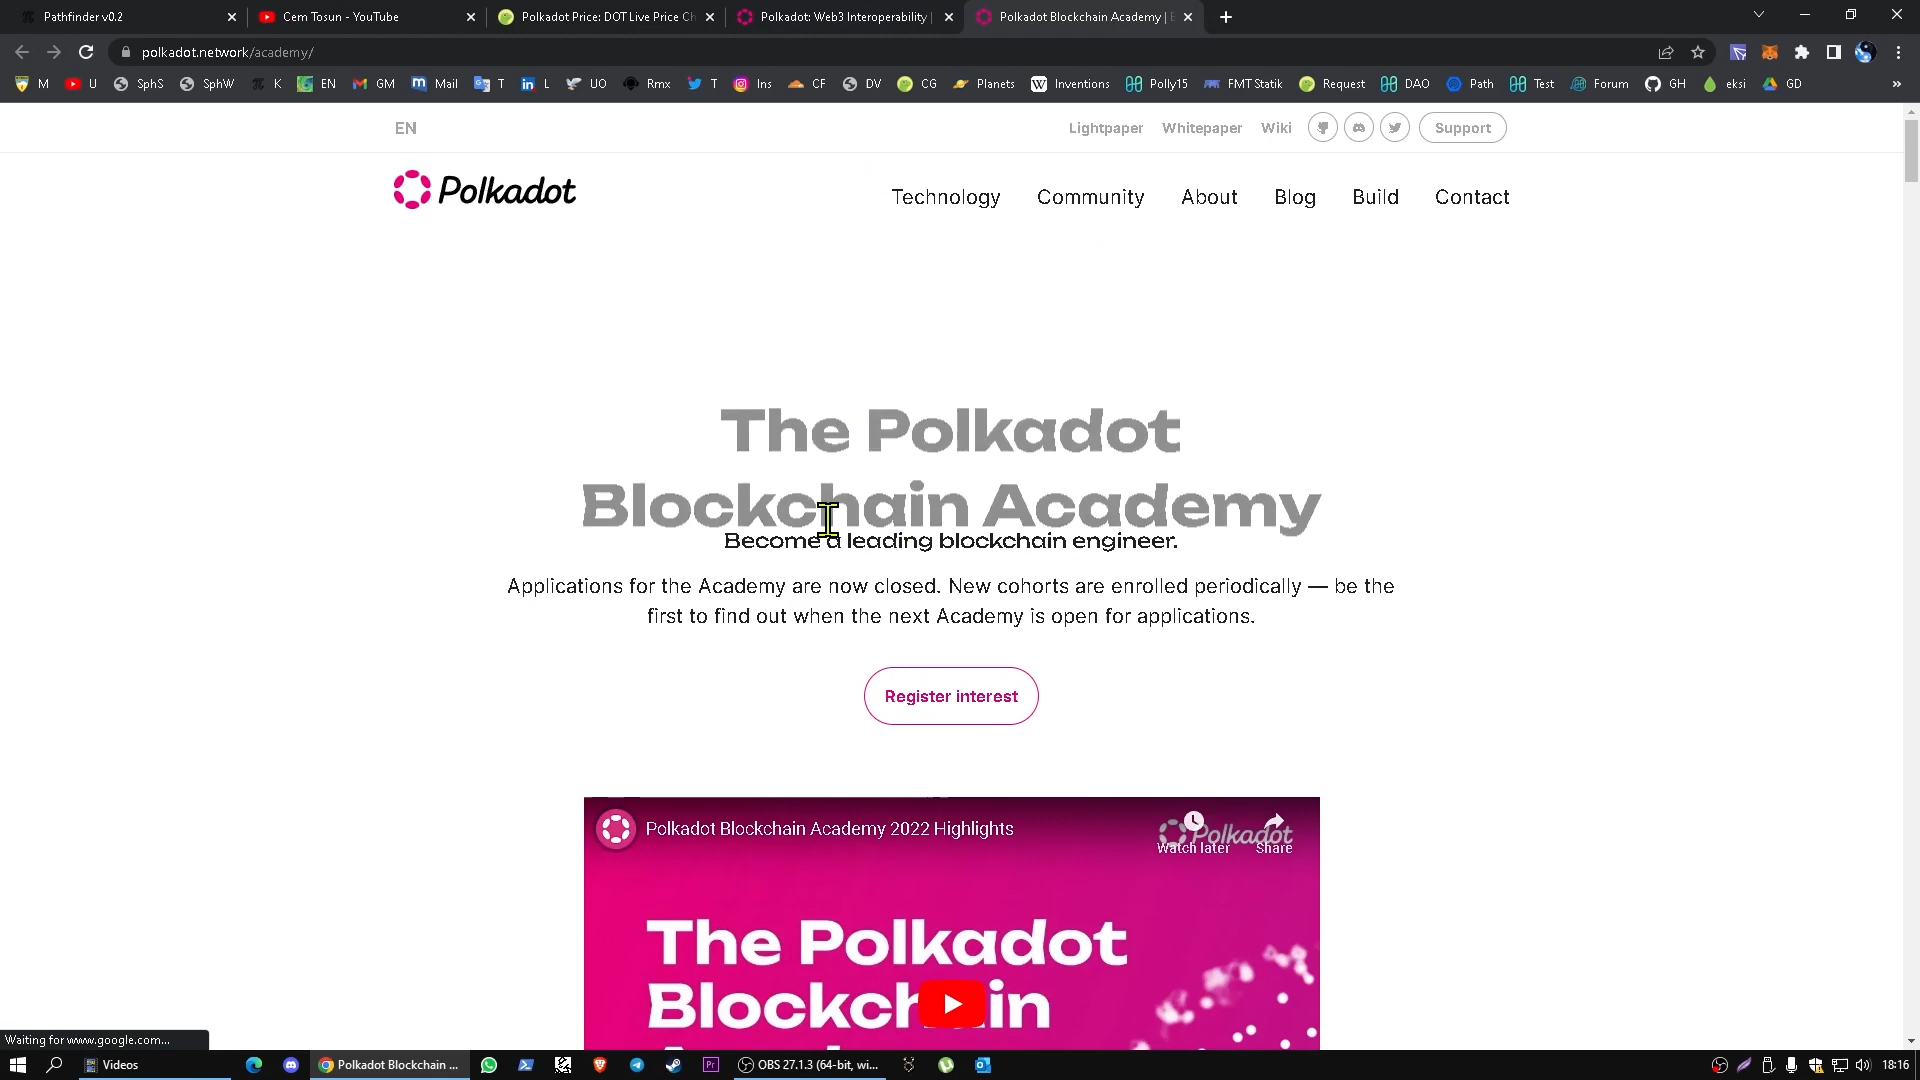 Pathfinder v0.2
Cem Tosun - YouTube
Polkadot Price: DOT Live Price Ch
Polkadot: Web3 Interoperability |
Polkadot Blockchain Academy |
polkadot.network/academy/
M U SphS SphW K EN GM Mail T L UO Rmx T Ins CF DV CG Planets Inventions Polly15 FMT Statik Request DAO Path Test Forum GH eksi GD
EN
Lightpaper Whitepaper Wiki Support
Polkadot
Technology Community About Blog Build Contact
The Polkadot
Blockchain Academy
Become a leading blockchain engineer.
Applications for the Academy are now closed. New cohorts are enrolled periodically — be the
first to find out when the next Academy is open for applications.
Register interest
Polkadot Blockchain Academy 2022 Highlights
Polkadot
Watch later Share
The Polkadot
Blockchain
Waiting for www.google.com...
Videos
Polkadot Blockchain ...
Pr
OBS 27.1.3 (64-bit, wi...
18:16